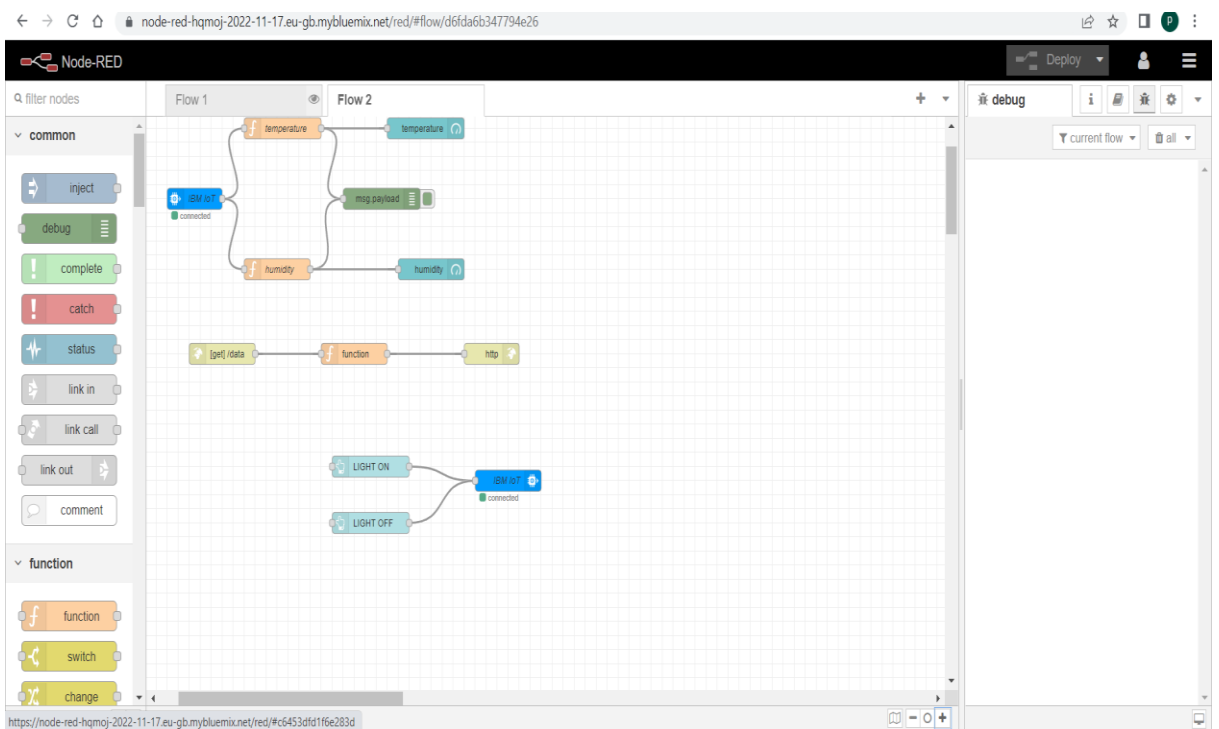 node-red-hqmoj-2022-11-17.eu-gb.mybluemix.net/red/#flow/d6fda6b347794e26
P
Node-RED
Deploy
filter nodes
Flow 1
Flow 2
debug
i
common
current flow
all
inject
debug
complete
catch
status
link in
link call
link out
comment
function
function
switch
change
temperature
temperature
IBM IoT
connected
msg.payload
humidity
humidity
[get] /data
function
http
LIGHT ON
IBM IoT
connected
LIGHT OFF
https://node-red-hqmoj-2022-11-17.eu-gb.mybluemix.net/red/#c6453dfd1f6e283d